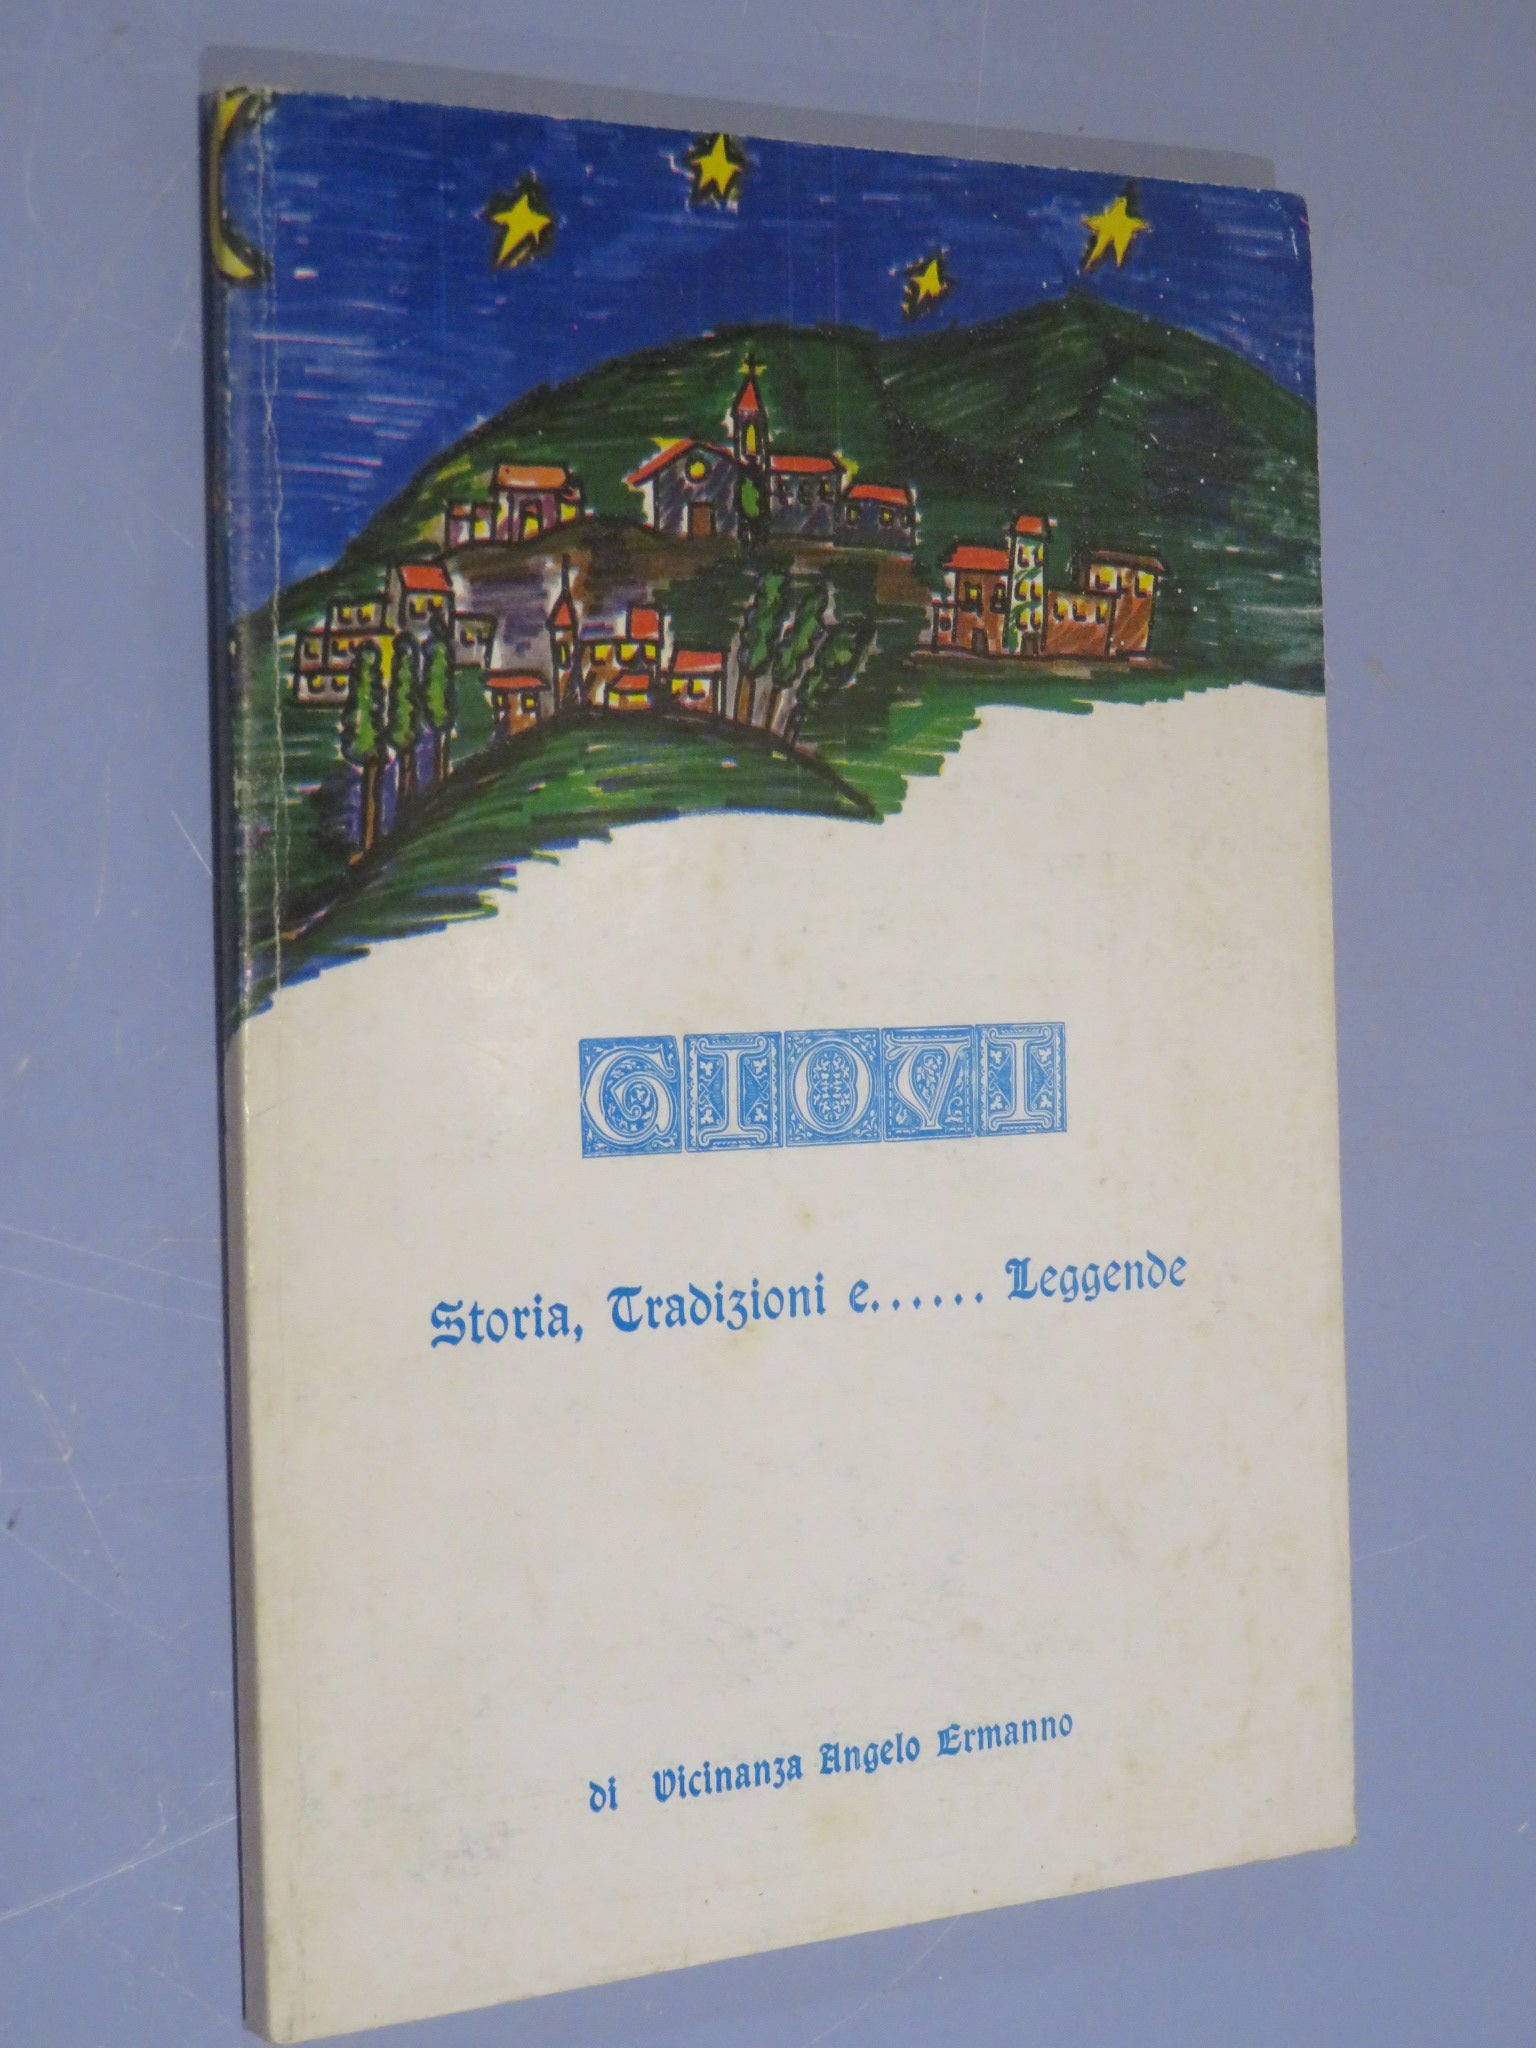 GIOVI
Storia, Tradizioni e...... Leggende
di Vicinanza Angelo Ermanno